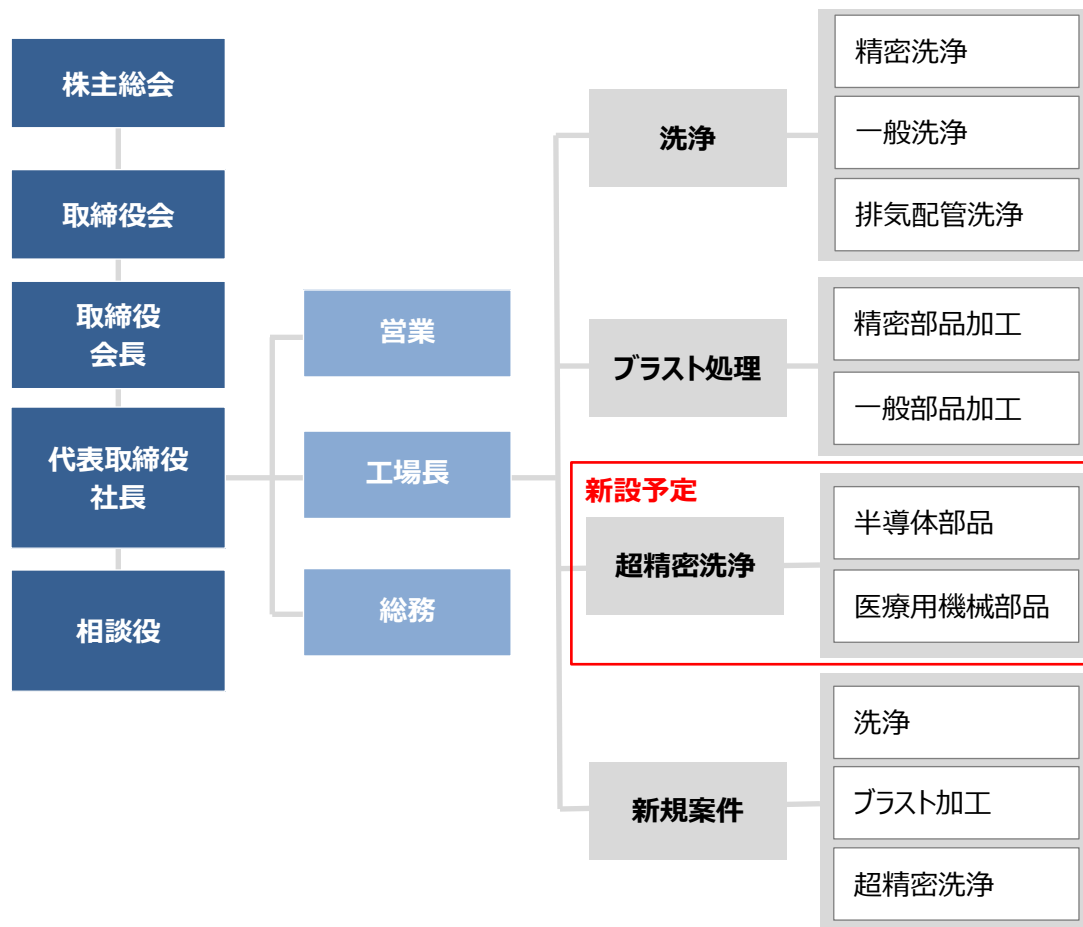 株主総会
取締役会
取締役
会長
代表取締役
社長
相談役
営業
工場長
総務
洗浄
精密洗浄
一般洗浄
排気配管洗浄
ブラスト処理
精密部品加工
一般部品加工
新設予定
超精密洗浄
半導体部品
医療用機械部品
新規案件
洗浄
ブラスト加工
超精密洗浄